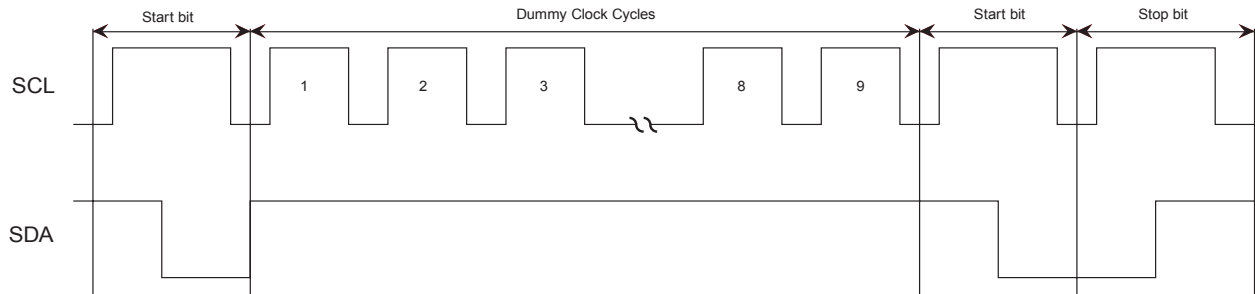 Start bit
Dummy Clock Cycles
Start bit
Stop bit
SCL
1
2
3
8
9
SDA